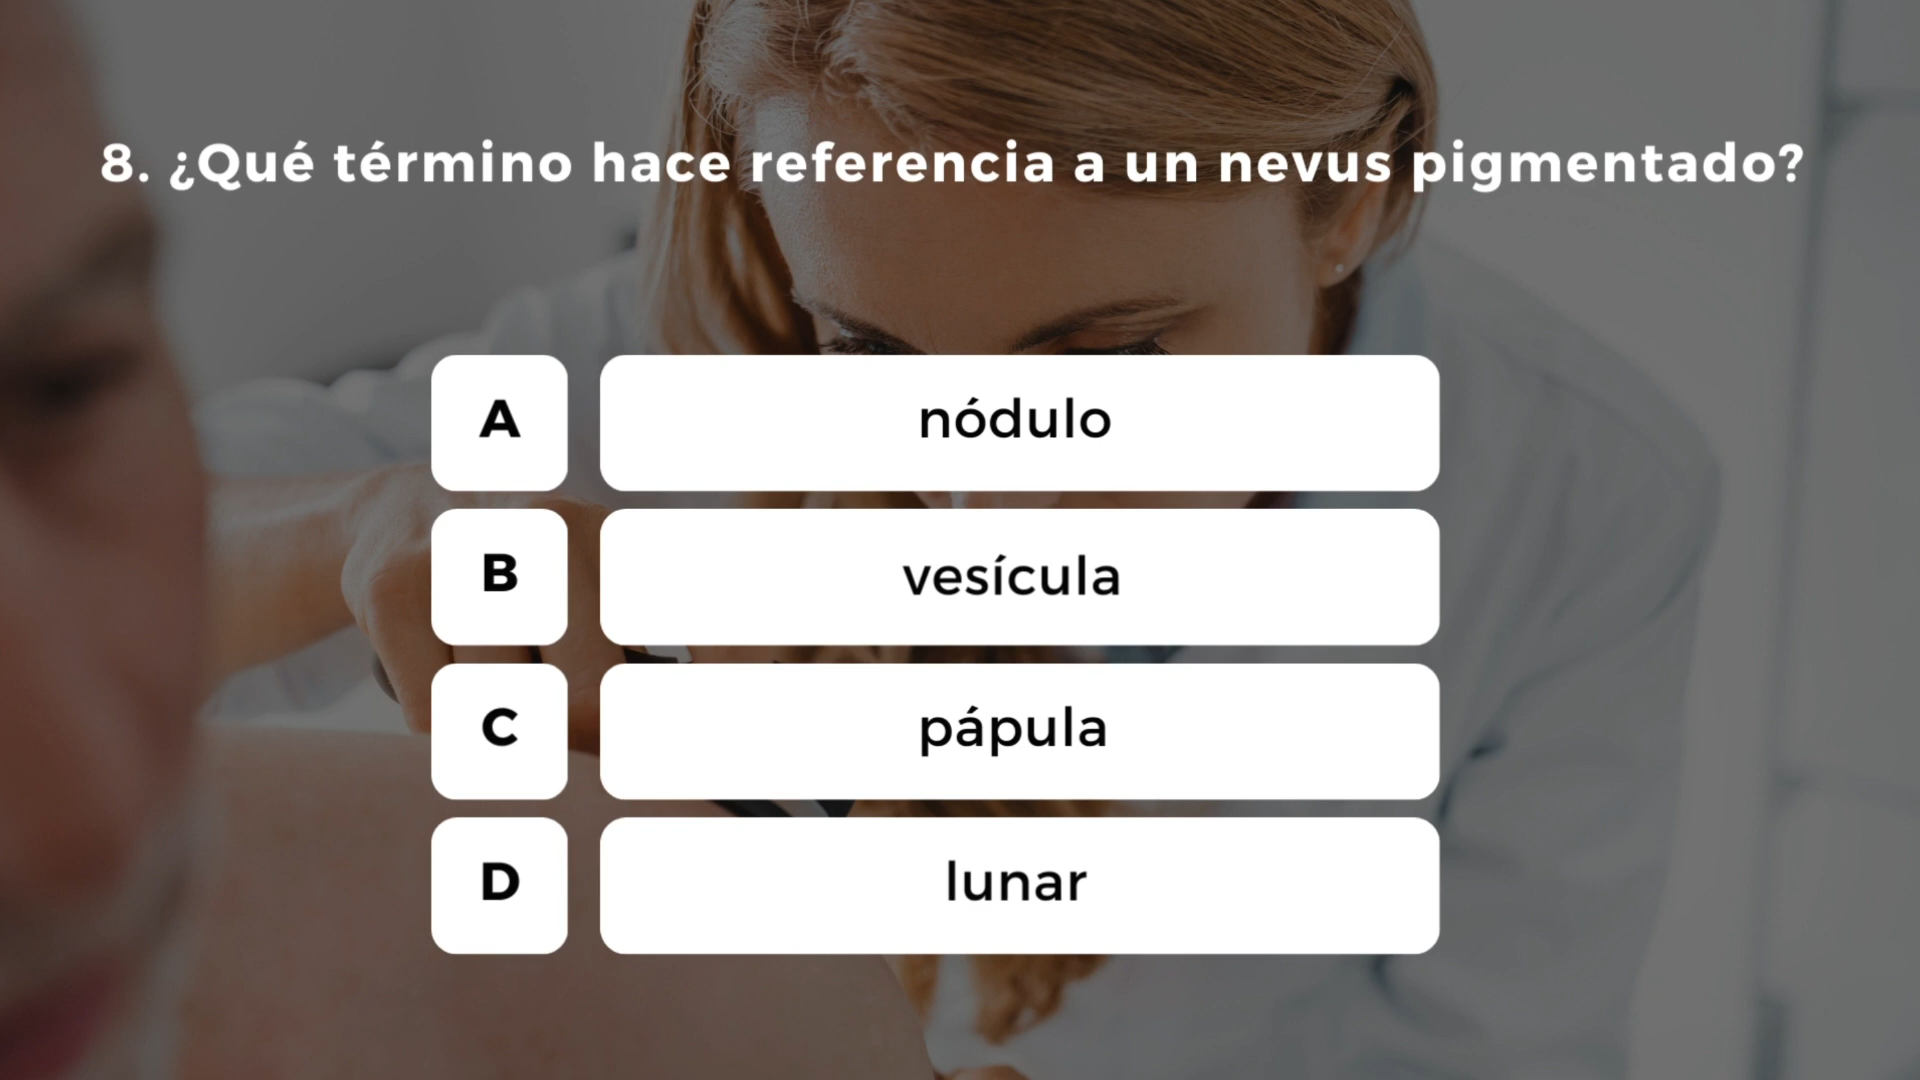 8. ¿Qué término hace referencia a un nevus pigmentado?
A nódulo
B vesícula
C pápula
D lunar